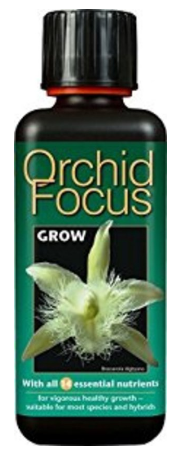 Orchid
Focus
GROW
With all 14 essential nutrients
for vigorous healthy growth –
suitable for most species and hybrids